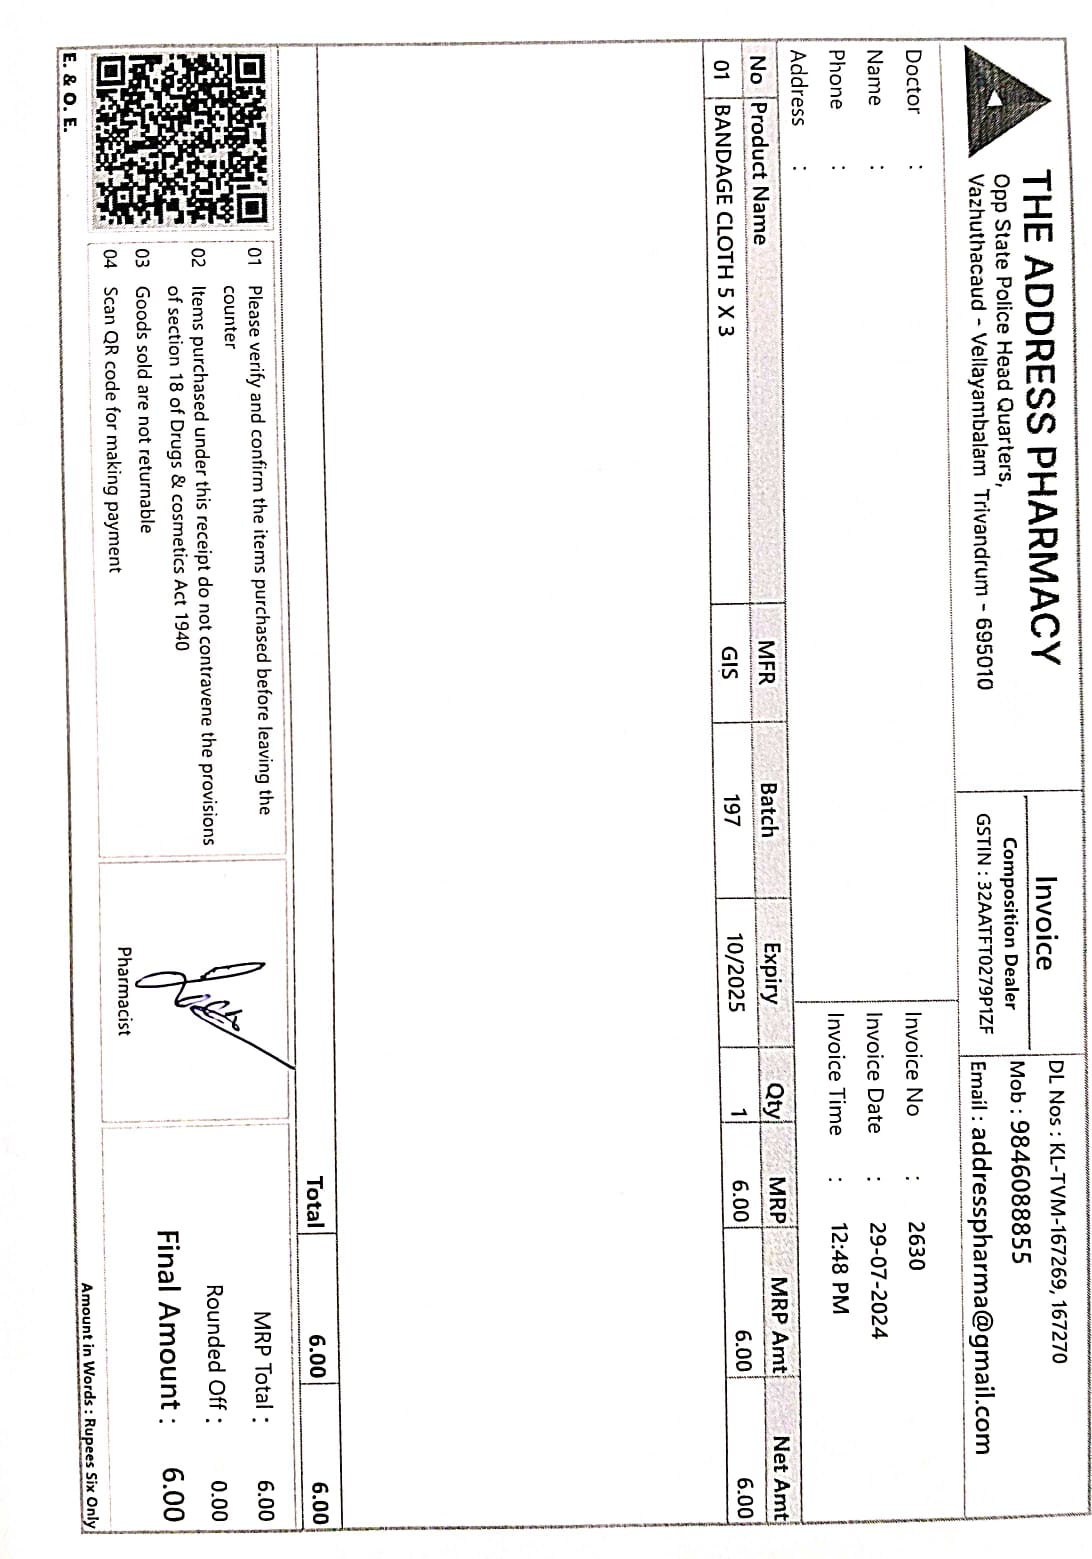 THE ADDRESS PHARMACY
Opp State Police Head Quarters,
Vazhuthacaud - Vellayambalam Trivandrum - 695010
Invoice
Composition Dealer
GSTIN : 32AATFT0279P1ZF
DL Nos : KL-TVM-167269, 167270
Mob : 9846088855
Email : addresspharma@gmail.com
Doctor :
Name :
Phone :
Address :
Invoice No : 2630
Invoice Date : 29-07-2024
Invoice Time : 12:48 PM
No Product Name MFR Batch Expiry Qty MRP MRP Amt Net Amt
01 BANDAGE CLOTH 5 X 3 GIS 197 10/2025 1 6.00 6.00 6.00
Total 6.00 6.00
01 Please verify and confirm the items purchased before leaving the
counter
02 Items purchased under this receipt do not contravene the provisions
of section 18 of Drugs & cosmetics Act 1940
03 Goods sold are not returnable
04 Scan QR code for making payment
Pharmacist
MRP Total : 6.00
Rounded Off : 0.00
Final Amount : 6.00
Amount in Words : Rupees Six Only
E. & O. E.